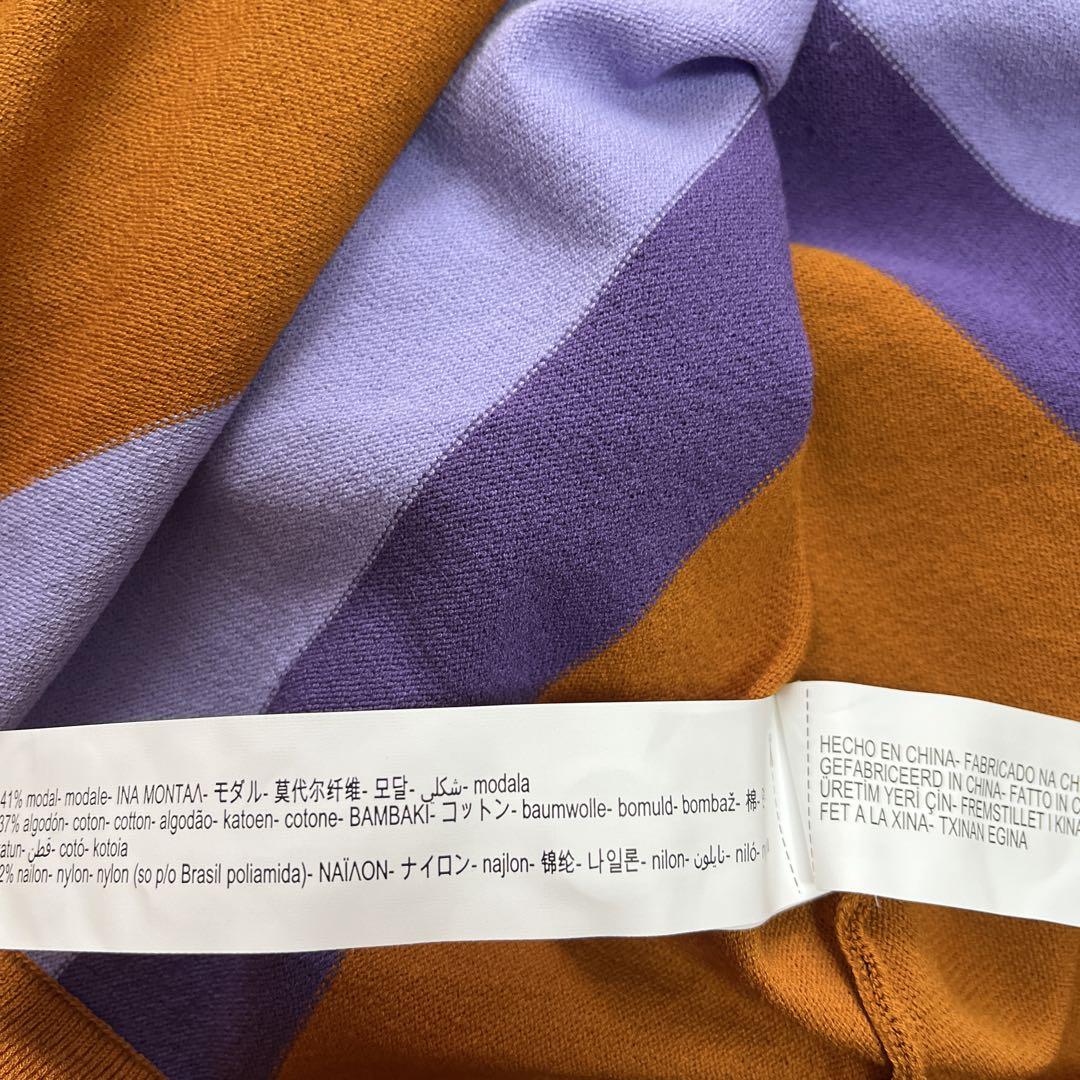 41% modal- modale- INA MONTAΛ- モダル- 莫代尔纤维- 모달- شكلي- modala
37% algodón- coton- cotton- algodão- katoen- cotone- BAMBAKI- コットン- baumwolle- bomuld- bombaž- 棉-
قطن- cotó- kotoia
2% nailon- nylon- nylon (so p/o Brasil poliamida)- NAÏΛON- ナイロン- najlon- 锦纶- 나일론- nilon- نايلون- niló-
HECHO EN CHINA- FABRICADO NA CH
GEFABRICEERD IN CHINA- FATTO IN C
ÜRETIM YERİ ÇİN- FREMSTILLET I KINA
FET A LA XINA- TXINAN EGINA